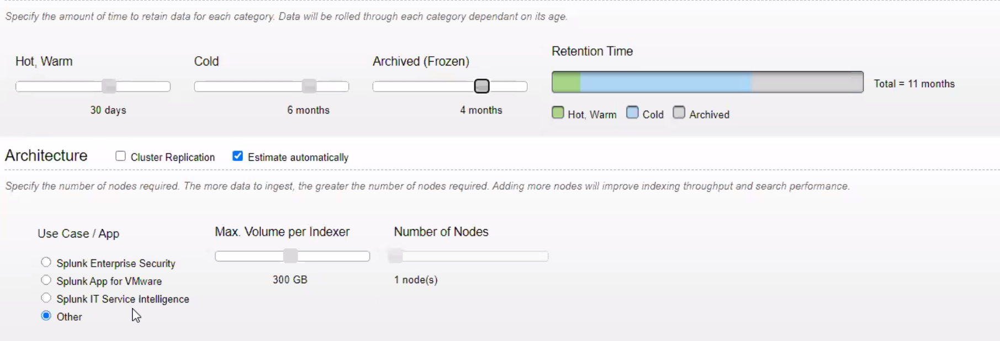 Specify the amount of time to retain data for each category. Data will be rolled through each category dependant on its age.
Hot, Warm
Cold
Archived (Frozen)
Retention Time
30 days
6 months
4 months
Total = 11 months
Hot, Warm
Cold
Archived
Architecture
Cluster Replication
Estimate automatically
Specify the number of nodes required. The more data to ingest, the greater the number of nodes required. Adding more nodes will improve indexing throughput and search performance.
Use Case / App
Splunk Enterprise Security
Splunk App for VMware
Splunk IT Service Intelligence
Other
Max. Volume per Indexer
300 GB
Number of Nodes
1 node(s)